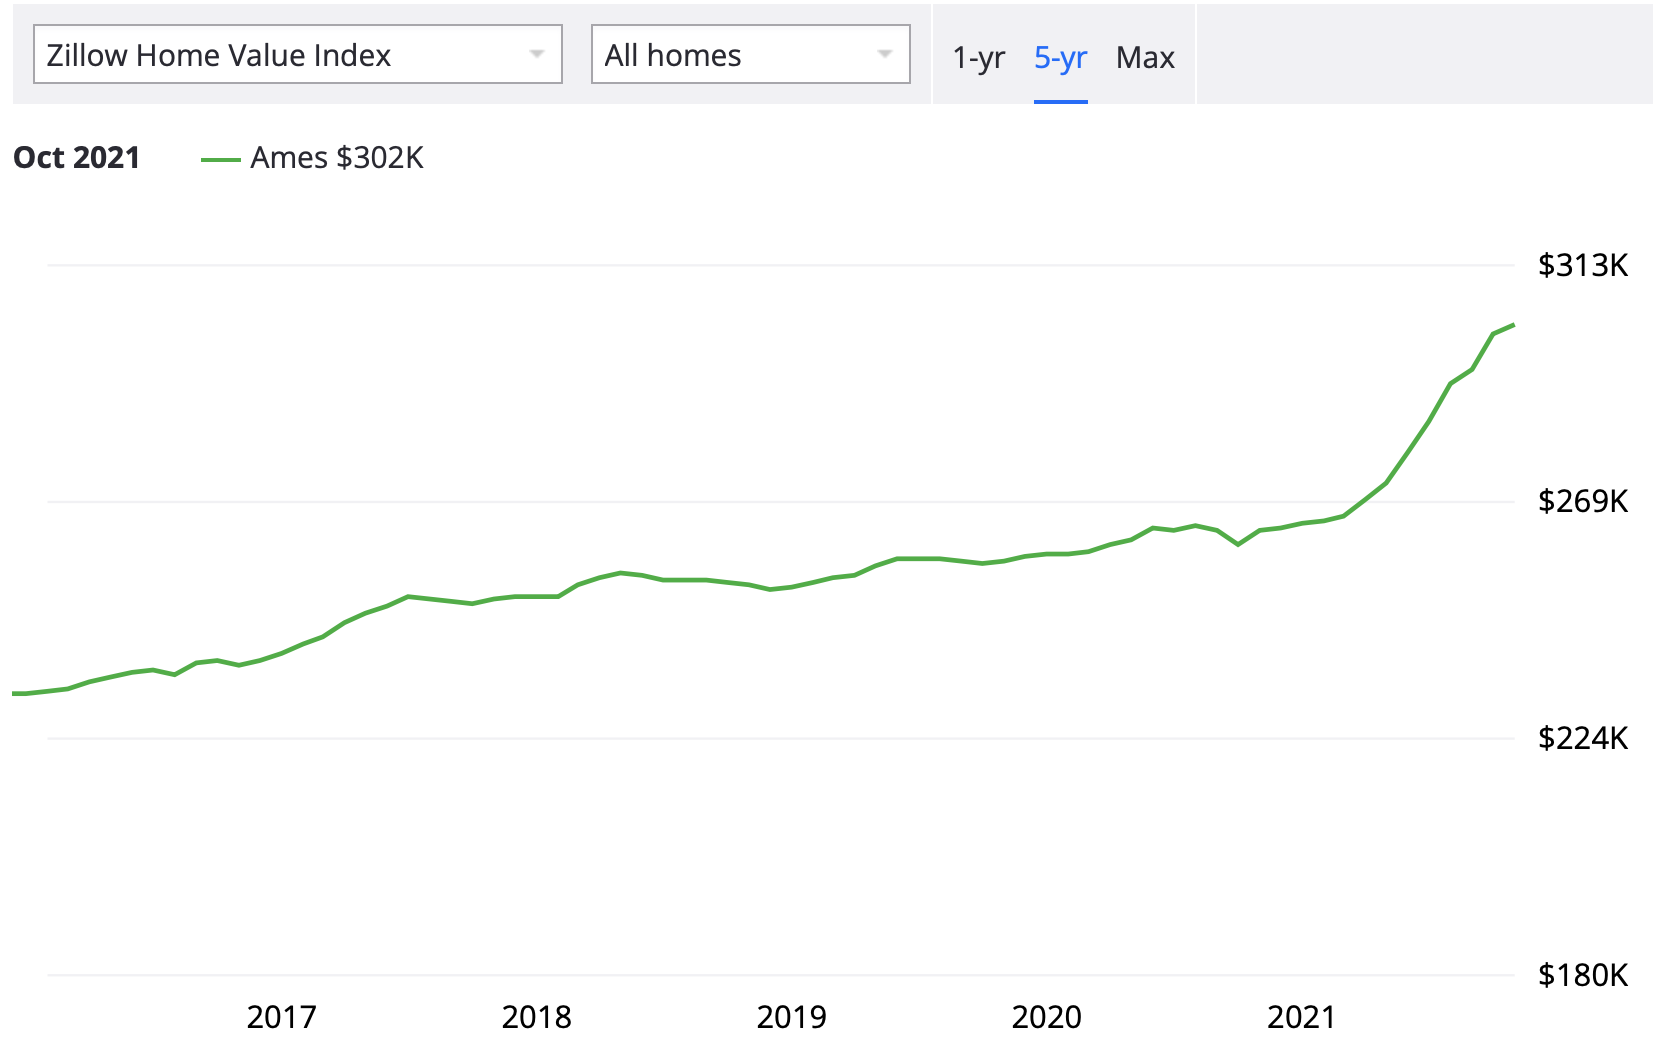 Zillow Home Value Index
All homes
1-yr 5-yr Max
Oct 2021 Ames $302K
$313K
$269K
$224K
$180K
2017 2018 2019 2020 2021